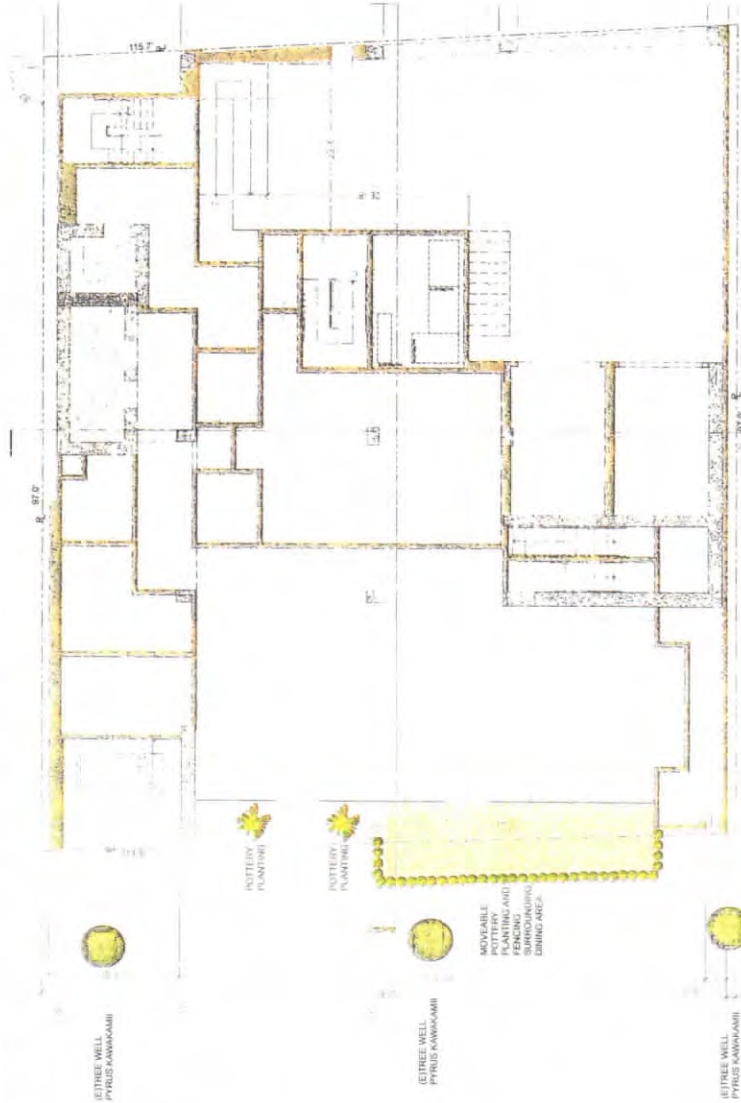 115.7'
97.0'
POTTERY
PLANTING
POTTERY
PLANTING
MOVEABLE
POTTERY
PLANTING AND
FENCING
SURROUNDING
DINING AREA
(E)TREE WELL
PYRUS KAWAKAMII
(E)TREE WELL
PYRUS KAWAKAMII
(E)TREE WELL
PYRUS KAWAKAMII